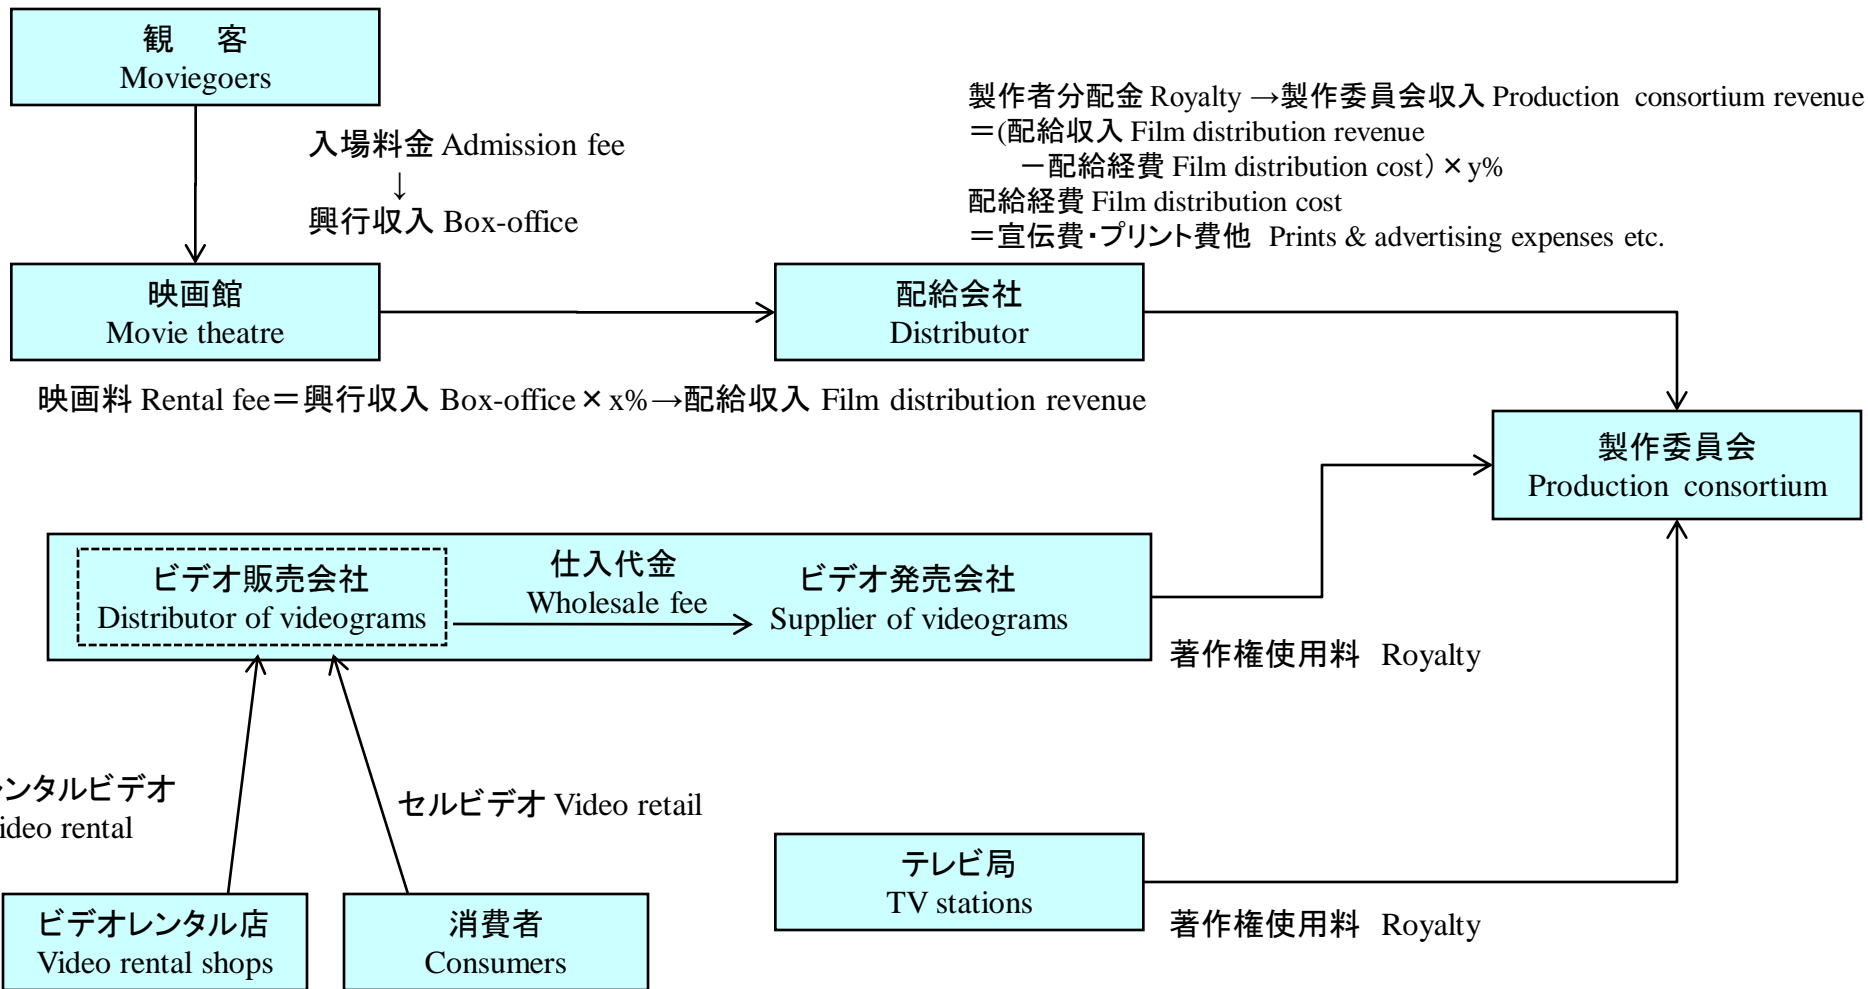 観 客
Moviegoers
製作者分配金 Royalty →製作委員会収入 Production consortium revenue
＝(配給収入 Film distribution revenue
－配給経費 Film distribution cost）×y%
配給経費 Film distribution cost
＝宣伝費・プリント費他 Prints & advertising expenses etc.
入場料金 Admission fee
↓
興行収入 Box-office
映画館
Movie theatre
配給会社
Distributor
映画料 Rental fee＝興行収入 Box-office×x%→配給収入 Film distribution revenue
製作委員会
Production consortium
ビデオ販売会社
Distributor of videograms
仕入代金
Wholesale fee
ビデオ発売会社
Supplier of videograms
著作権使用料 Royalty
ンタルビデオ
ideo rental
セルビデオ Video retail
テレビ局
TV stations
著作権使用料 Royalty
ビデオレンタル店
Video rental shops
消費者
Consumers